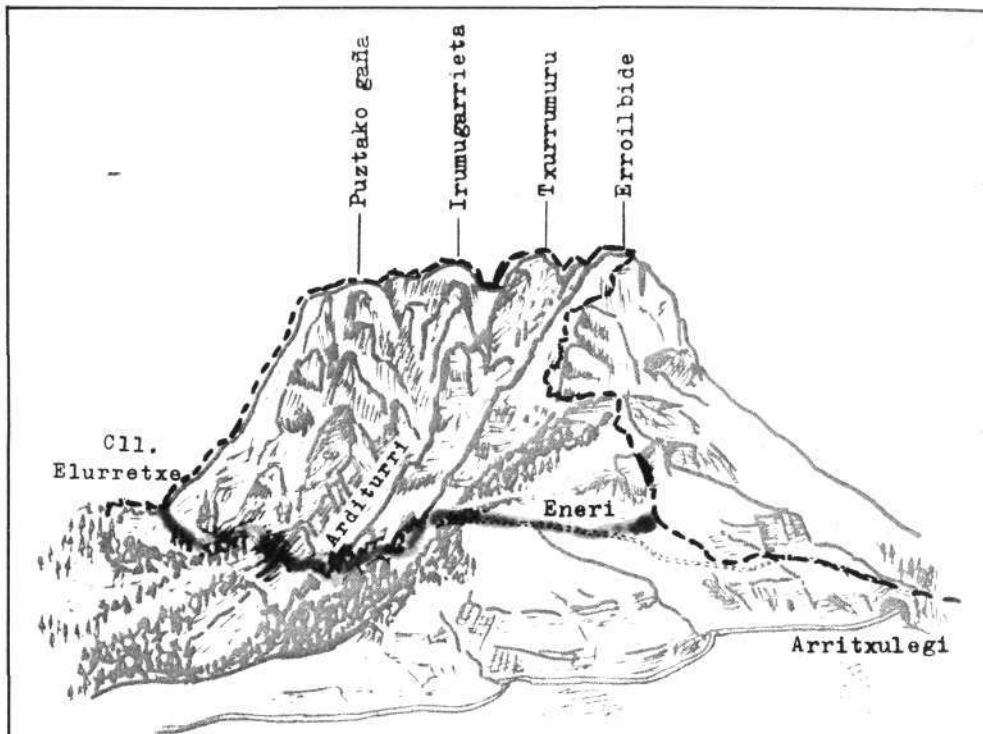 Puztako gaña
Irumugarrieta
Txurrumuru
Erroilbide
Cll.
Elurretxe
Arditurri
Eneri
Arritxulegi